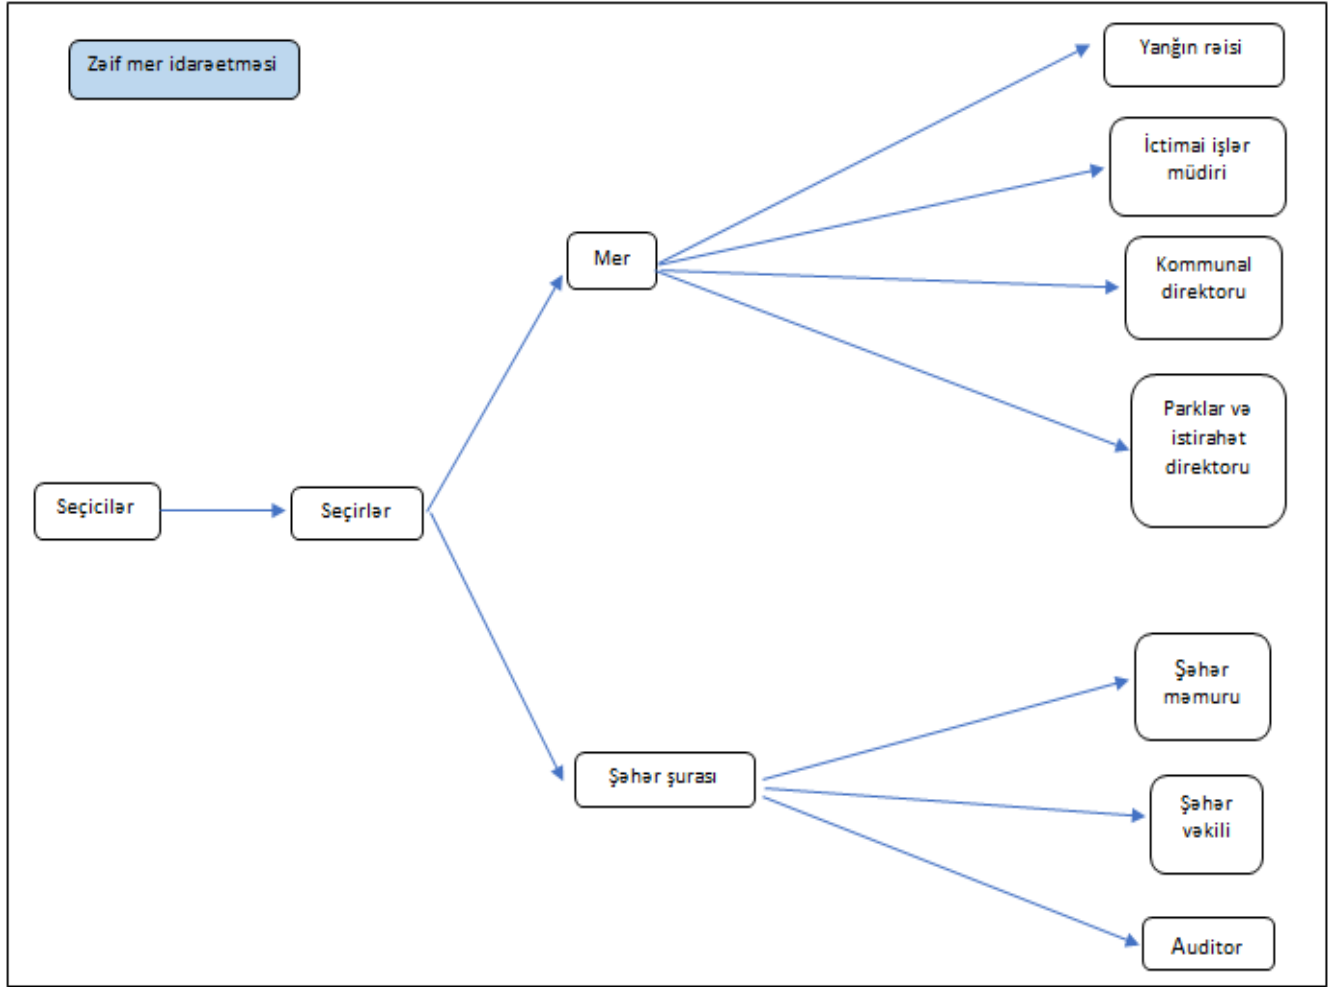 Zəif mer idarəetməsi
Yanğın rəisi
İctimai işlər
müdiri
Mer
Kommunal
direktoru
Parklar və
istirahət
direktoru
Seçicilər
Seçirlər
Şəhər
məmuru
Şəhər şurası
Şəhər
vəkili
Auditor